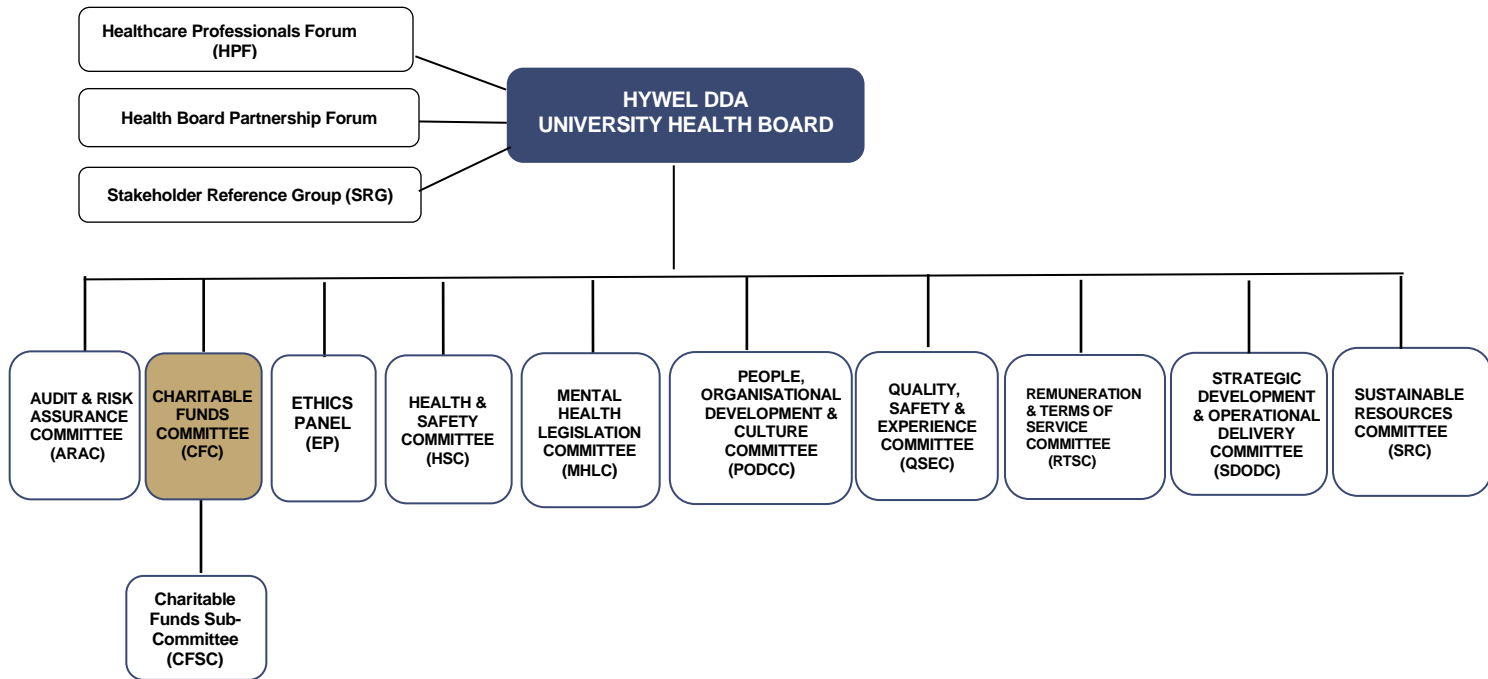 Healthcare Professionals Forum
(HPF)
Health Board Partnership Forum
Stakeholder Reference Group (SRG)
HYWEL DDA
UNIVERSITY HEALTH BOARD
AUDIT & RISK
ASSURANCE
COMMITTEE
(ARAC)
CHARITABLE
FUNDS
COMMITTEE
(CFC)
ETHICS
PANEL
(EP)
HEALTH &
SAFETY
COMMITTEE
(HSC)
MENTAL
HEALTH
LEGISLATION
COMMITTEE
(MHLC)
PEOPLE,
ORGANISATIONAL
DEVELOPMENT &
CULTURE
COMMITTEE
(PODCC)
QUALITY,
SAFETY &
EXPERIENCE
COMMITTEE
(QSEC)
REMUNERATION
& TERMS OF
SERVICE
COMMITTEE
(RTSC)
STRATEGIC
DEVELOPMENT
& OPERATIONAL
DELIVERY
COMMITTEE
(SDODC)
SUSTAINABLE
RESOURCES
COMMITTEE
(SRC)
Charitable
Funds Sub-
Committee
(CFSC)